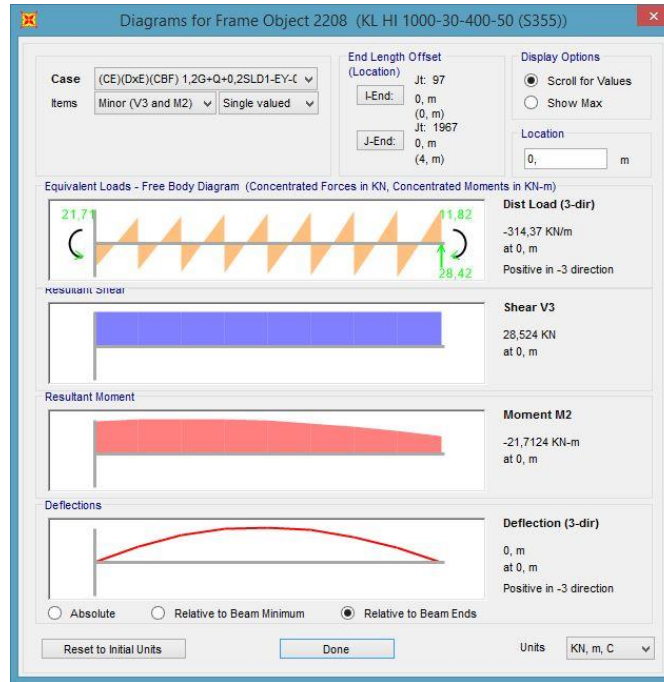 Diagrams for Frame Object 2208 (KL HI 1000-30-400-50 (S355))
Case
(CE)(DxE)(CBF) 1,2G+Q+0,2SLD1-EY-0
Items
Minor (V3 and M2)
Single valued
End Length Offset
(Location)
Jt: 97
I-End:
0, m
(0, m)
Jt: 1967
J-End:
0, m
(4, m)
Display Options
Scroll for Values
Show Max
Location
0,
m
Equivalent Loads - Free Body Diagram (Concentrated Forces in KN, Concentrated Moments in KN-m)
21,71
11,82
28,42
Dist Load (3-dir)
-314,37 KN/m
at 0, m
Positive in -3 direction
Resultant Shear
Shear V3
28,524 KN
at 0, m
Resultant Moment
Moment M2
-21,7124 KN-m
at 0, m
Deflections
Deflection (3-dir)
0, m
at 0, m
Positive in -3 direction
Absolute
Relative to Beam Minimum
Relative to Beam Ends
Reset to Initial Units
Done
Units
KN, m, C